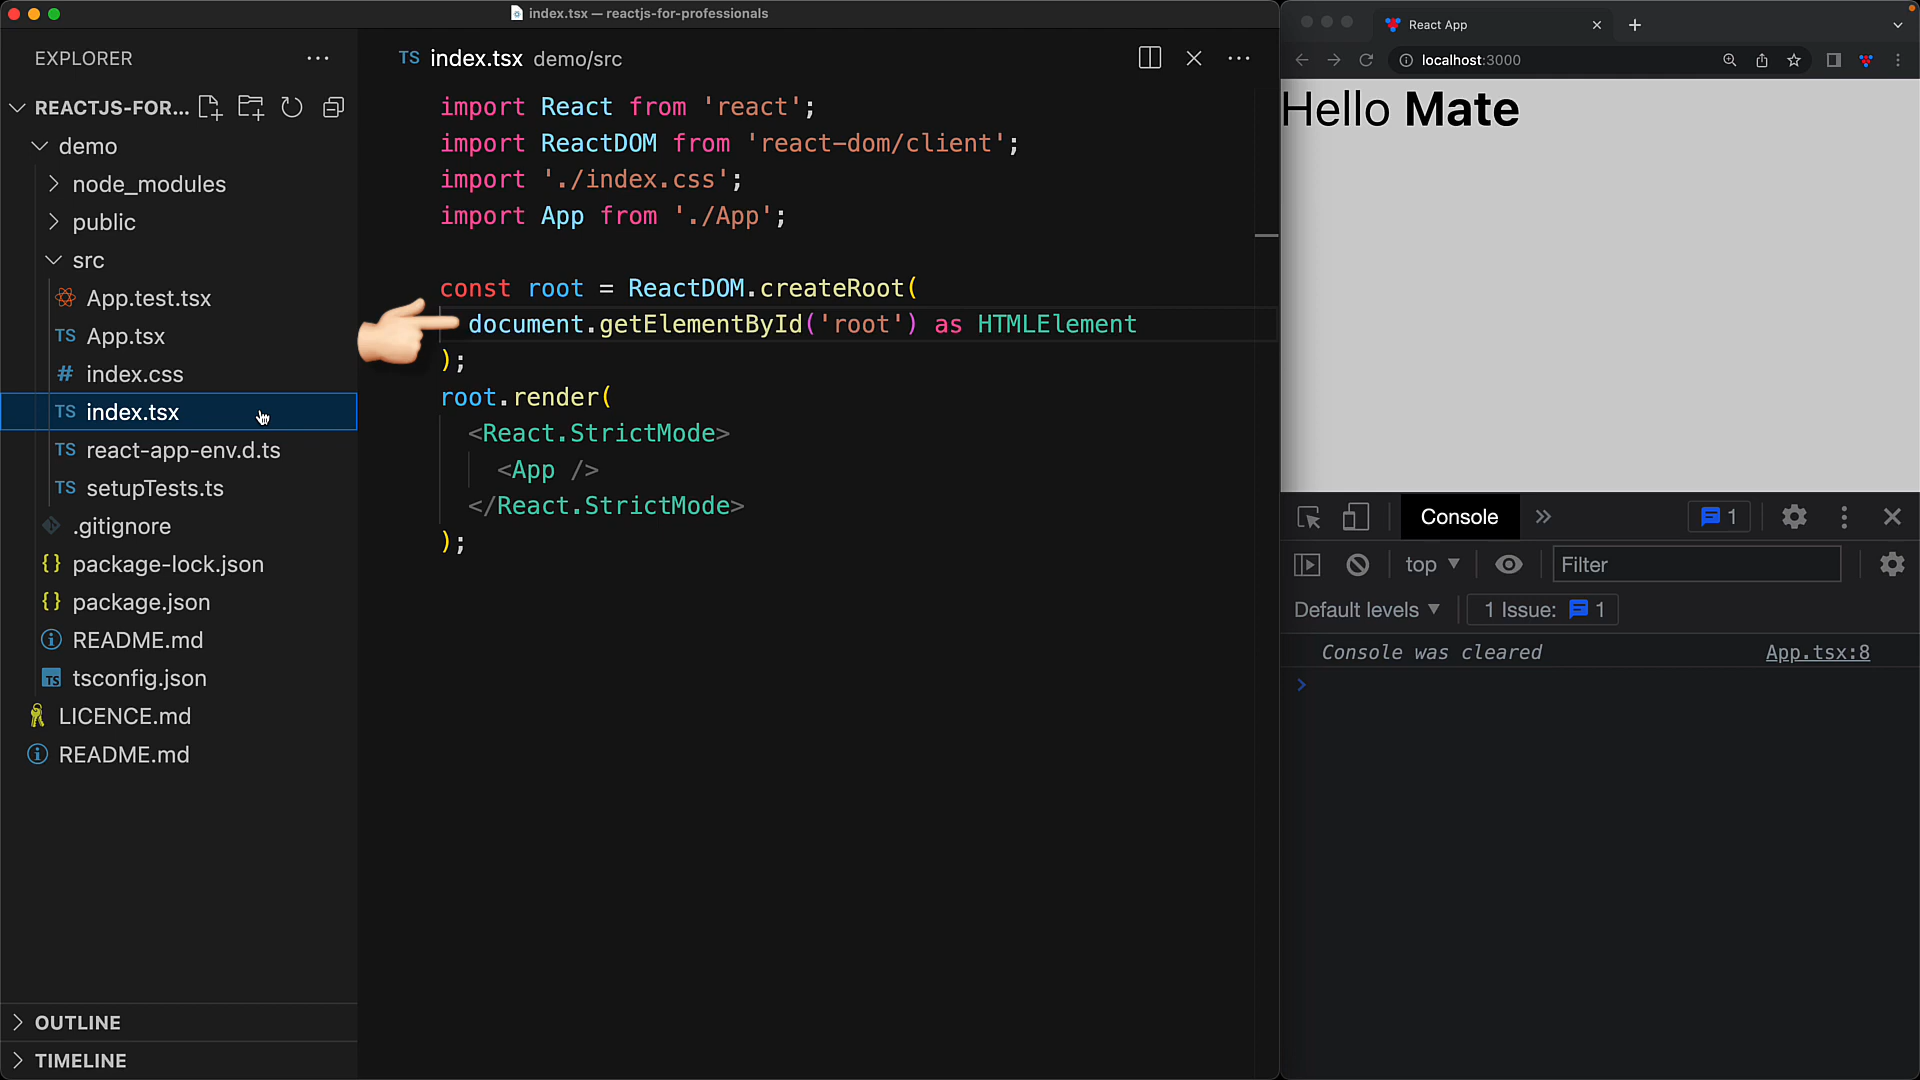 index.tsx — reactjs-for-professionals
EXPLORER
REACTJS-FOR...
demo
node_modules
public
src
App.test.tsx
TS App.tsx
# index.css
TS index.tsx
TS react-app-env.d.ts
TS setupTests.ts
.gitignore
{} package-lock.json
{} package.json
README.md
TS tsconfig.json
LICENCE.md
README.md
OUTLINE
TIMELINE
TS index.tsx demo/src
import React from 'react';
import ReactDOM from 'react-dom/client';
import './index.css';
import App from './App';
const root = ReactDOM.createRoot(
document.getElementById('root') as HTMLElement
);
root.render(
<React.StrictMode>
<App />
</React.StrictMode>
);
React App
localhost:3000
Hello Mate
Console
1
top
Filter
Default levels
1 Issue: 1
Console was cleared App.tsx:8